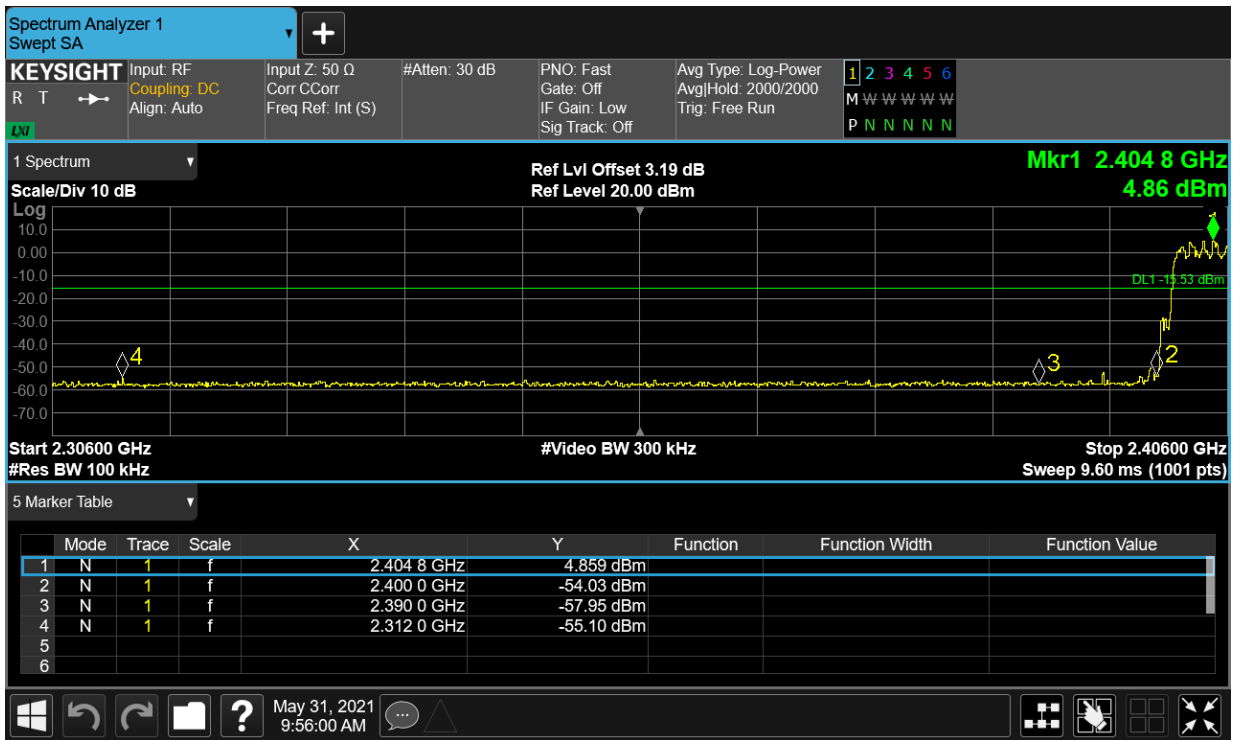 Spectrum Analyzer 1
Swept SA
KEYSIGHT
R T
LXI
Input: RF
Coupling: DC
Align: Auto
Input Z: 50 Ω
Corr CCorr
Freq Ref: Int (S)
#Atten: 30 dB
PNO: Fast
Gate: Off
IF Gain: Low
Sig Track: Off
Avg Type: Log-Power
Avg|Hold: 2000/2000
Trig: Free Run
1 2 3 4 5 6
M W W W W W
P N N N N N
1 Spectrum
Scale/Div 10 dB
Ref Lvl Offset 3.19 dB
Ref Level 20.00 dBm
Mkr1 2.404 8 GHz
4.86 dBm
Log
10.0
0.00
-10.0
-20.0
-30.0
-40.0
-50.0
-60.0
-70.0
DL1 -15.53 dBm
4
3
2
Start 2.30600 GHz
#Res BW 100 kHz
#Video BW 300 kHz
Stop 2.40600 GHz
Sweep 9.60 ms (1001 pts)
5 Marker Table
Mode Trace Scale X Y Function Function Width Function Value
1 N 1 f 2.404 8 GHz 4.859 dBm
2 N 1 f 2.400 0 GHz -54.03 dBm
3 N 1 f 2.390 0 GHz -57.95 dBm
4 N 1 f 2.312 0 GHz -55.10 dBm
5
6
?
May 31, 2021
9:56:00 AM